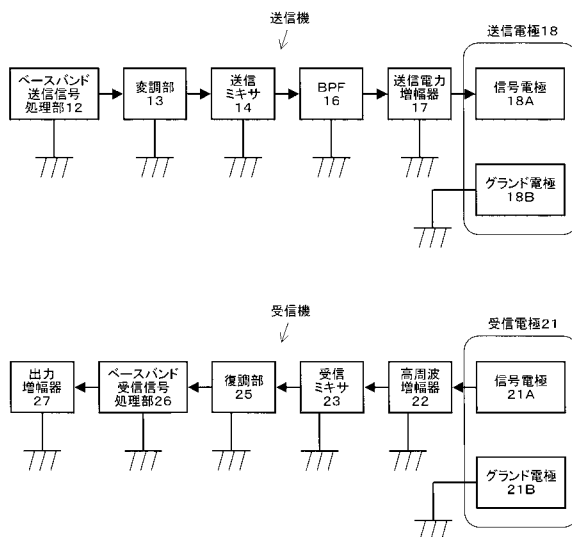 送信機
送信電極18
ベースバンド
送信信号
処理部12
変調部
13
送信
ミキサ
14
BPF
16
送信電力
増幅器
17
信号電極
18A
グランド電極
18B
受信機
受信電極21
出力
増幅器
27
ベースバンド
受信信号
処理部26
復調部
25
受信
ミキサ
23
高周波
増幅器
22
信号電極
21A
グランド電極
21B